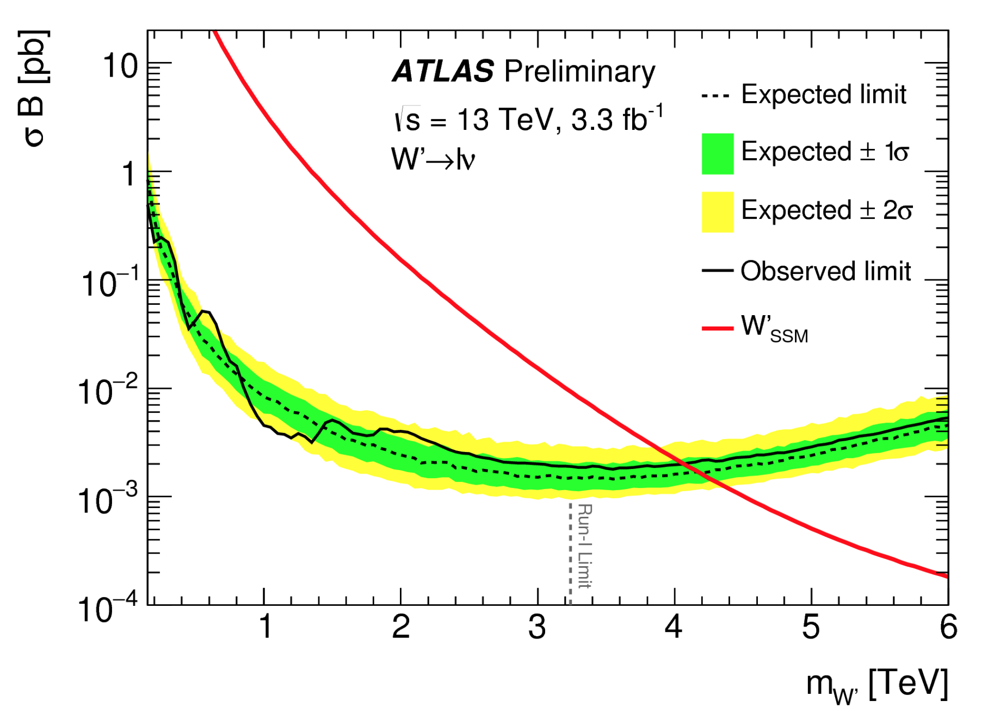 σ B [pb]
10
1
10⁻¹
10⁻²
10⁻³
10⁻⁴
ATLAS Preliminary
√s = 13 TeV, 3.3 fb⁻¹
W'→lν
Expected limit
Expected ± 1σ
Expected ± 2σ
Observed limit
W'SSM
Run-I Limit
1 2 3 4 5 6
mW' [TeV]